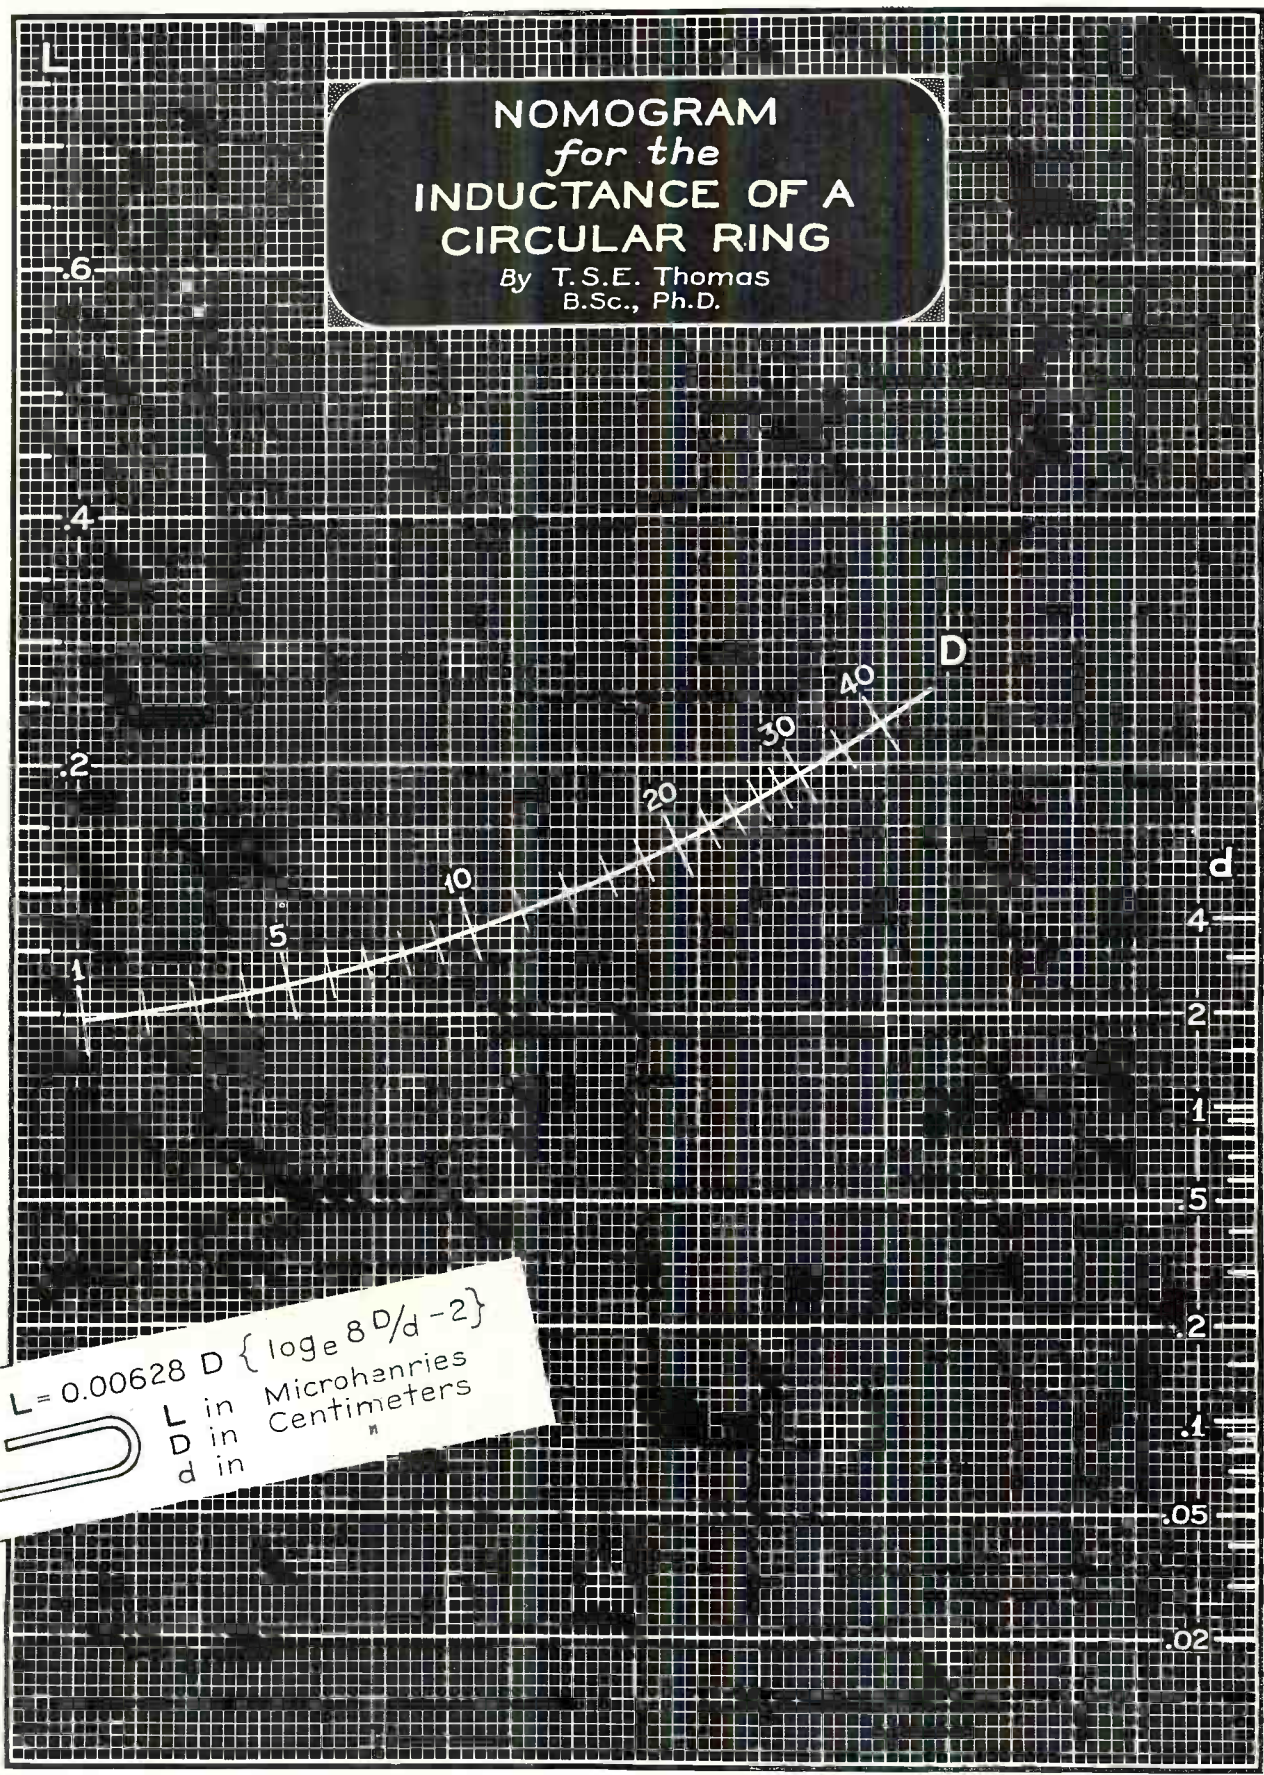 L
NOMOGRAM
for the
INDUCTANCE OF A
CIRCULAR RING
By T.S.E. Thomas
B.Sc., Ph.D.
.6
.4
D
40
30
.2
20
d
10
4
5
1
2
1
.5
.2
L = 0.00628 D { loge 8 D/d -2}
L in Microhenries
D in Centimeters
d in "
.1
.05
.02